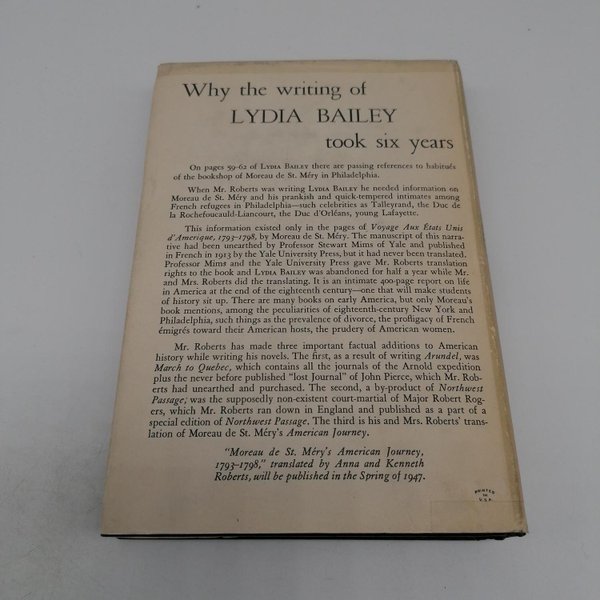 Why the writing of
LYDIA BAILEY
took six years
On pages 59-62 of LYDIA BAILEY there are passing references to habitués
of the bookshop of Moreau de St. Méry in Philadelphia.
When Mr. Roberts was writing LYDIA BAILEY he needed information on
Moreau de St. Méry and his prankish and quick-tempered intimates among
French refugees in Philadelphia—such celebrities as Talleyrand, the Duc de
la Rochefoucauld-Liancourt, the Duc d'Orléans, young Lafayette.
This information existed only in the pages of Voyage Aux États Unis
d'Amerique, 1793-1798, by Moreau de St. Méry. The manuscript of this narra-
tive had been unearthed by Professor Stewart Mims of Yale and published
in French in 1913 by the Yale University Press, but it had never been translated.
Professor Mims and the Yale University Press gave Mr. Roberts translation
rights to the book and LYDIA BAILEY was abandoned for half a year while Mr.
and Mrs. Roberts did the translating. It is an intimate 400-page report on life
in America at the end of the eighteenth century—one that will make students
of history sit up. There are many books on early America, but only Moreau's
book mentions, among the peculiarities of eighteenth-century New York and
Philadelphia, such things as the prevalence of divorce, the profligacy of French
émigrés toward their American hosts, the prudery of American women.
Mr. Roberts has made three important factual additions to American
history while writing his novels. The first, as a result of writing Arundel, was
March to Quebec, which contains all the journals of the Arnold expedition
plus the never before published "lost Journal" of John Pierce, which Mr. Rob-
erts had unearthed and purchased. The second, a by-product of Northwest
Passage, was the supposedly non-existent court-martial of Major Robert Rog-
ers, which Mr. Roberts ran down in England and published as a part of a
special edition of Northwest Passage. The third is his and Mrs. Roberts' trans-
lation of Moreau de St. Méry's American Journey.
"Moreau de St. Méry's American Journey,
1793-1798," translated by Anna and Kenneth
Roberts, will be published in the Spring of 1947.
PRINTED
IN
U.S.A.